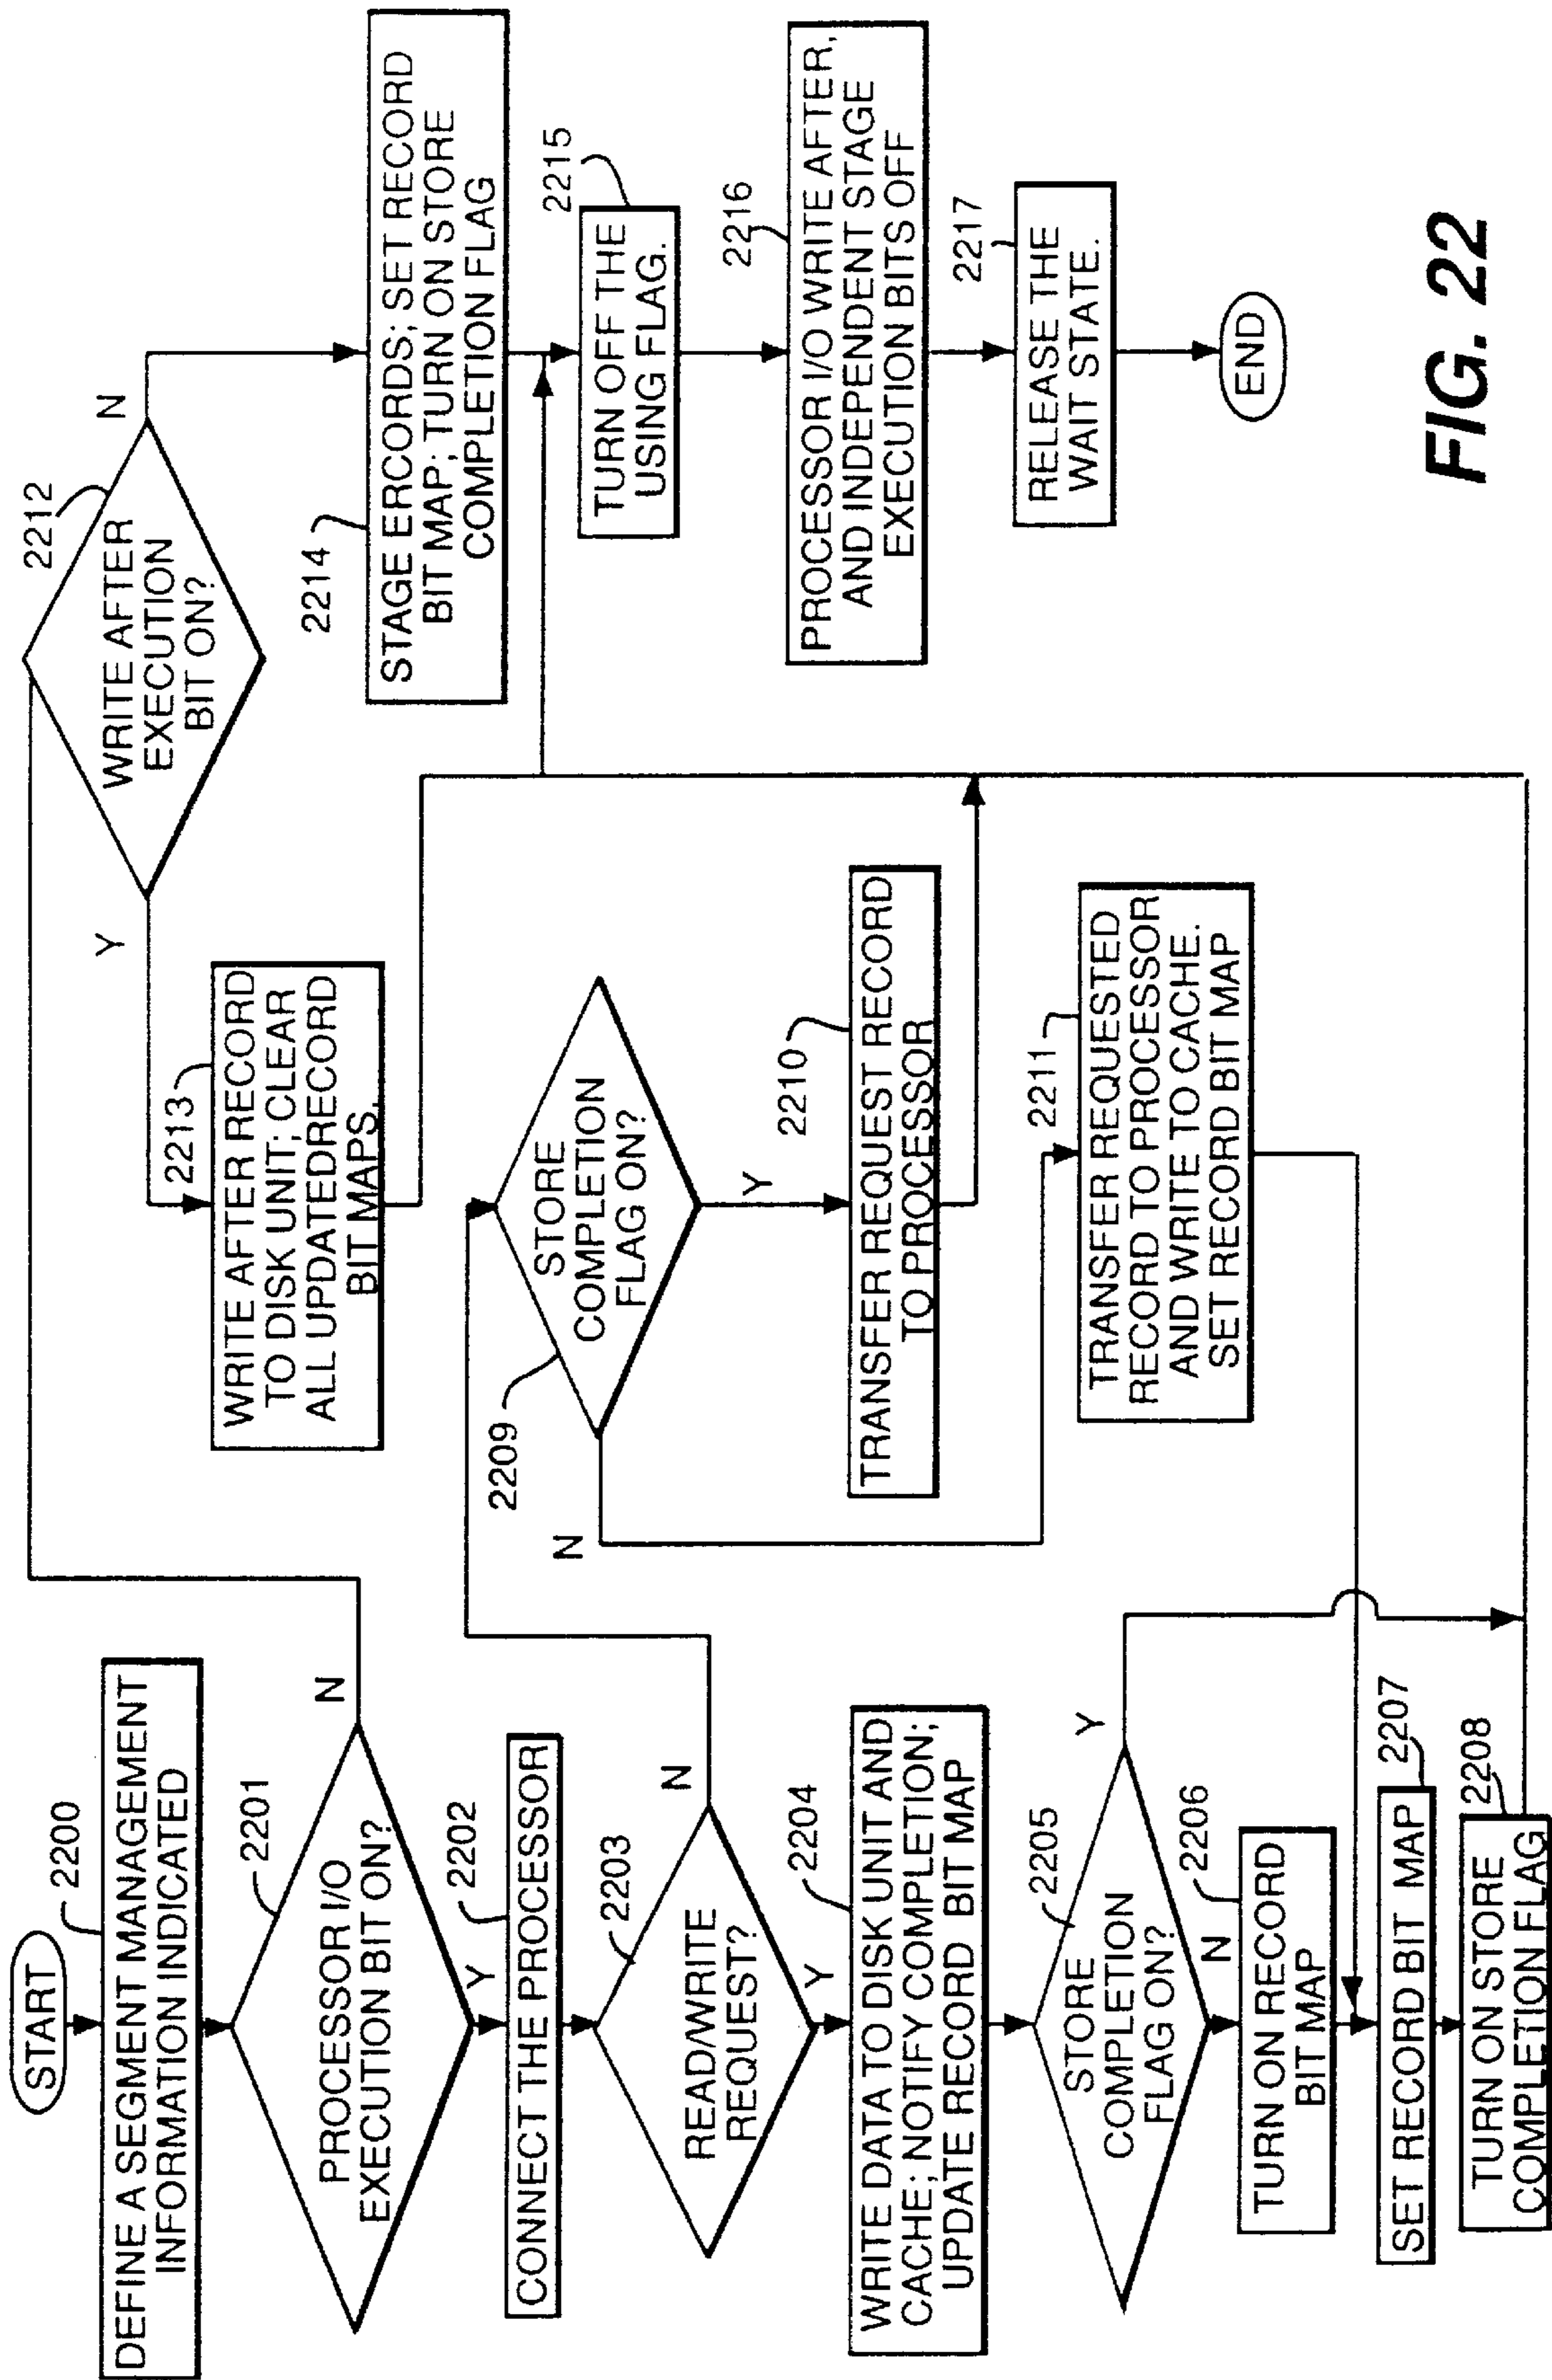 START
2200
DEFINE A SEGMENT MANAGEMENT
INFORMATION INDICATED
2201
PROCESSOR I/O
EXECUTION BIT ON?
N
Y
2202
CONNECT THE PROCESSOR
2203
READ/WRITE
REQUEST?
N
Y
2204
WRITE DATA TO DISK UNIT AND
CACHE; NOTIFY COMPLETION;
UPDATE RECORD BIT MAP
2205
STORE
COMPLETION
FLAG ON?
Y
N
2206
TURN ON RECORD
BIT MAP
2207
SET RECORD BIT MAP
2208
TURN ON STORE
COMPLETION FLAG
2209
STORE
COMPLETION
FLAG ON?
N
Y
2210
TRANSFER REQUEST RECORD
TO PROCESSOR
2211
TRANSFER REQUESTED
RECORD TO PROCESSOR
AND WRITE TO CACHE.
SET RECORD BIT MAP
2212
WRITE AFTER
EXECUTION
BIT ON?
Y
N
2213
WRITE AFTER RECORD
TO DISK UNIT; CLEAR
ALL UPDATEDRECORD
BIT MAPS.
2214
STAGE ERCORDS; SET RECORD
BIT MAP; TURN ON STORE
COMPLETION FLAG
2215
TURN OFF THE
USING FLAG.
2216
PROCESSOR I/O WRITE AFTER,
AND INDEPENDENT STAGE
EXECUTION BITS OFF
2217
RELEASE THE
WAIT STATE.
END
FIG. 22